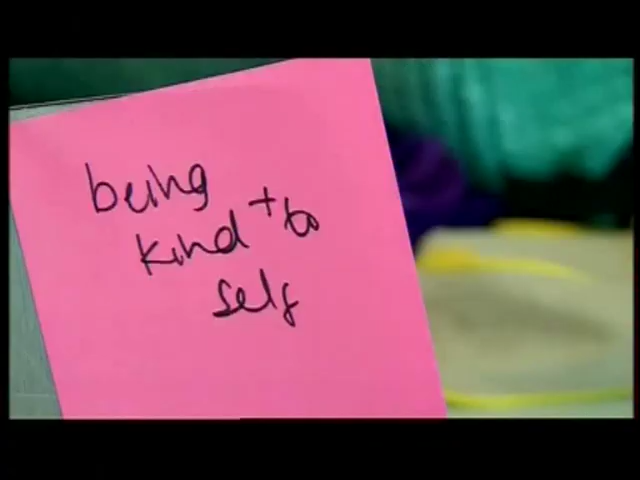 being
kind + to
self